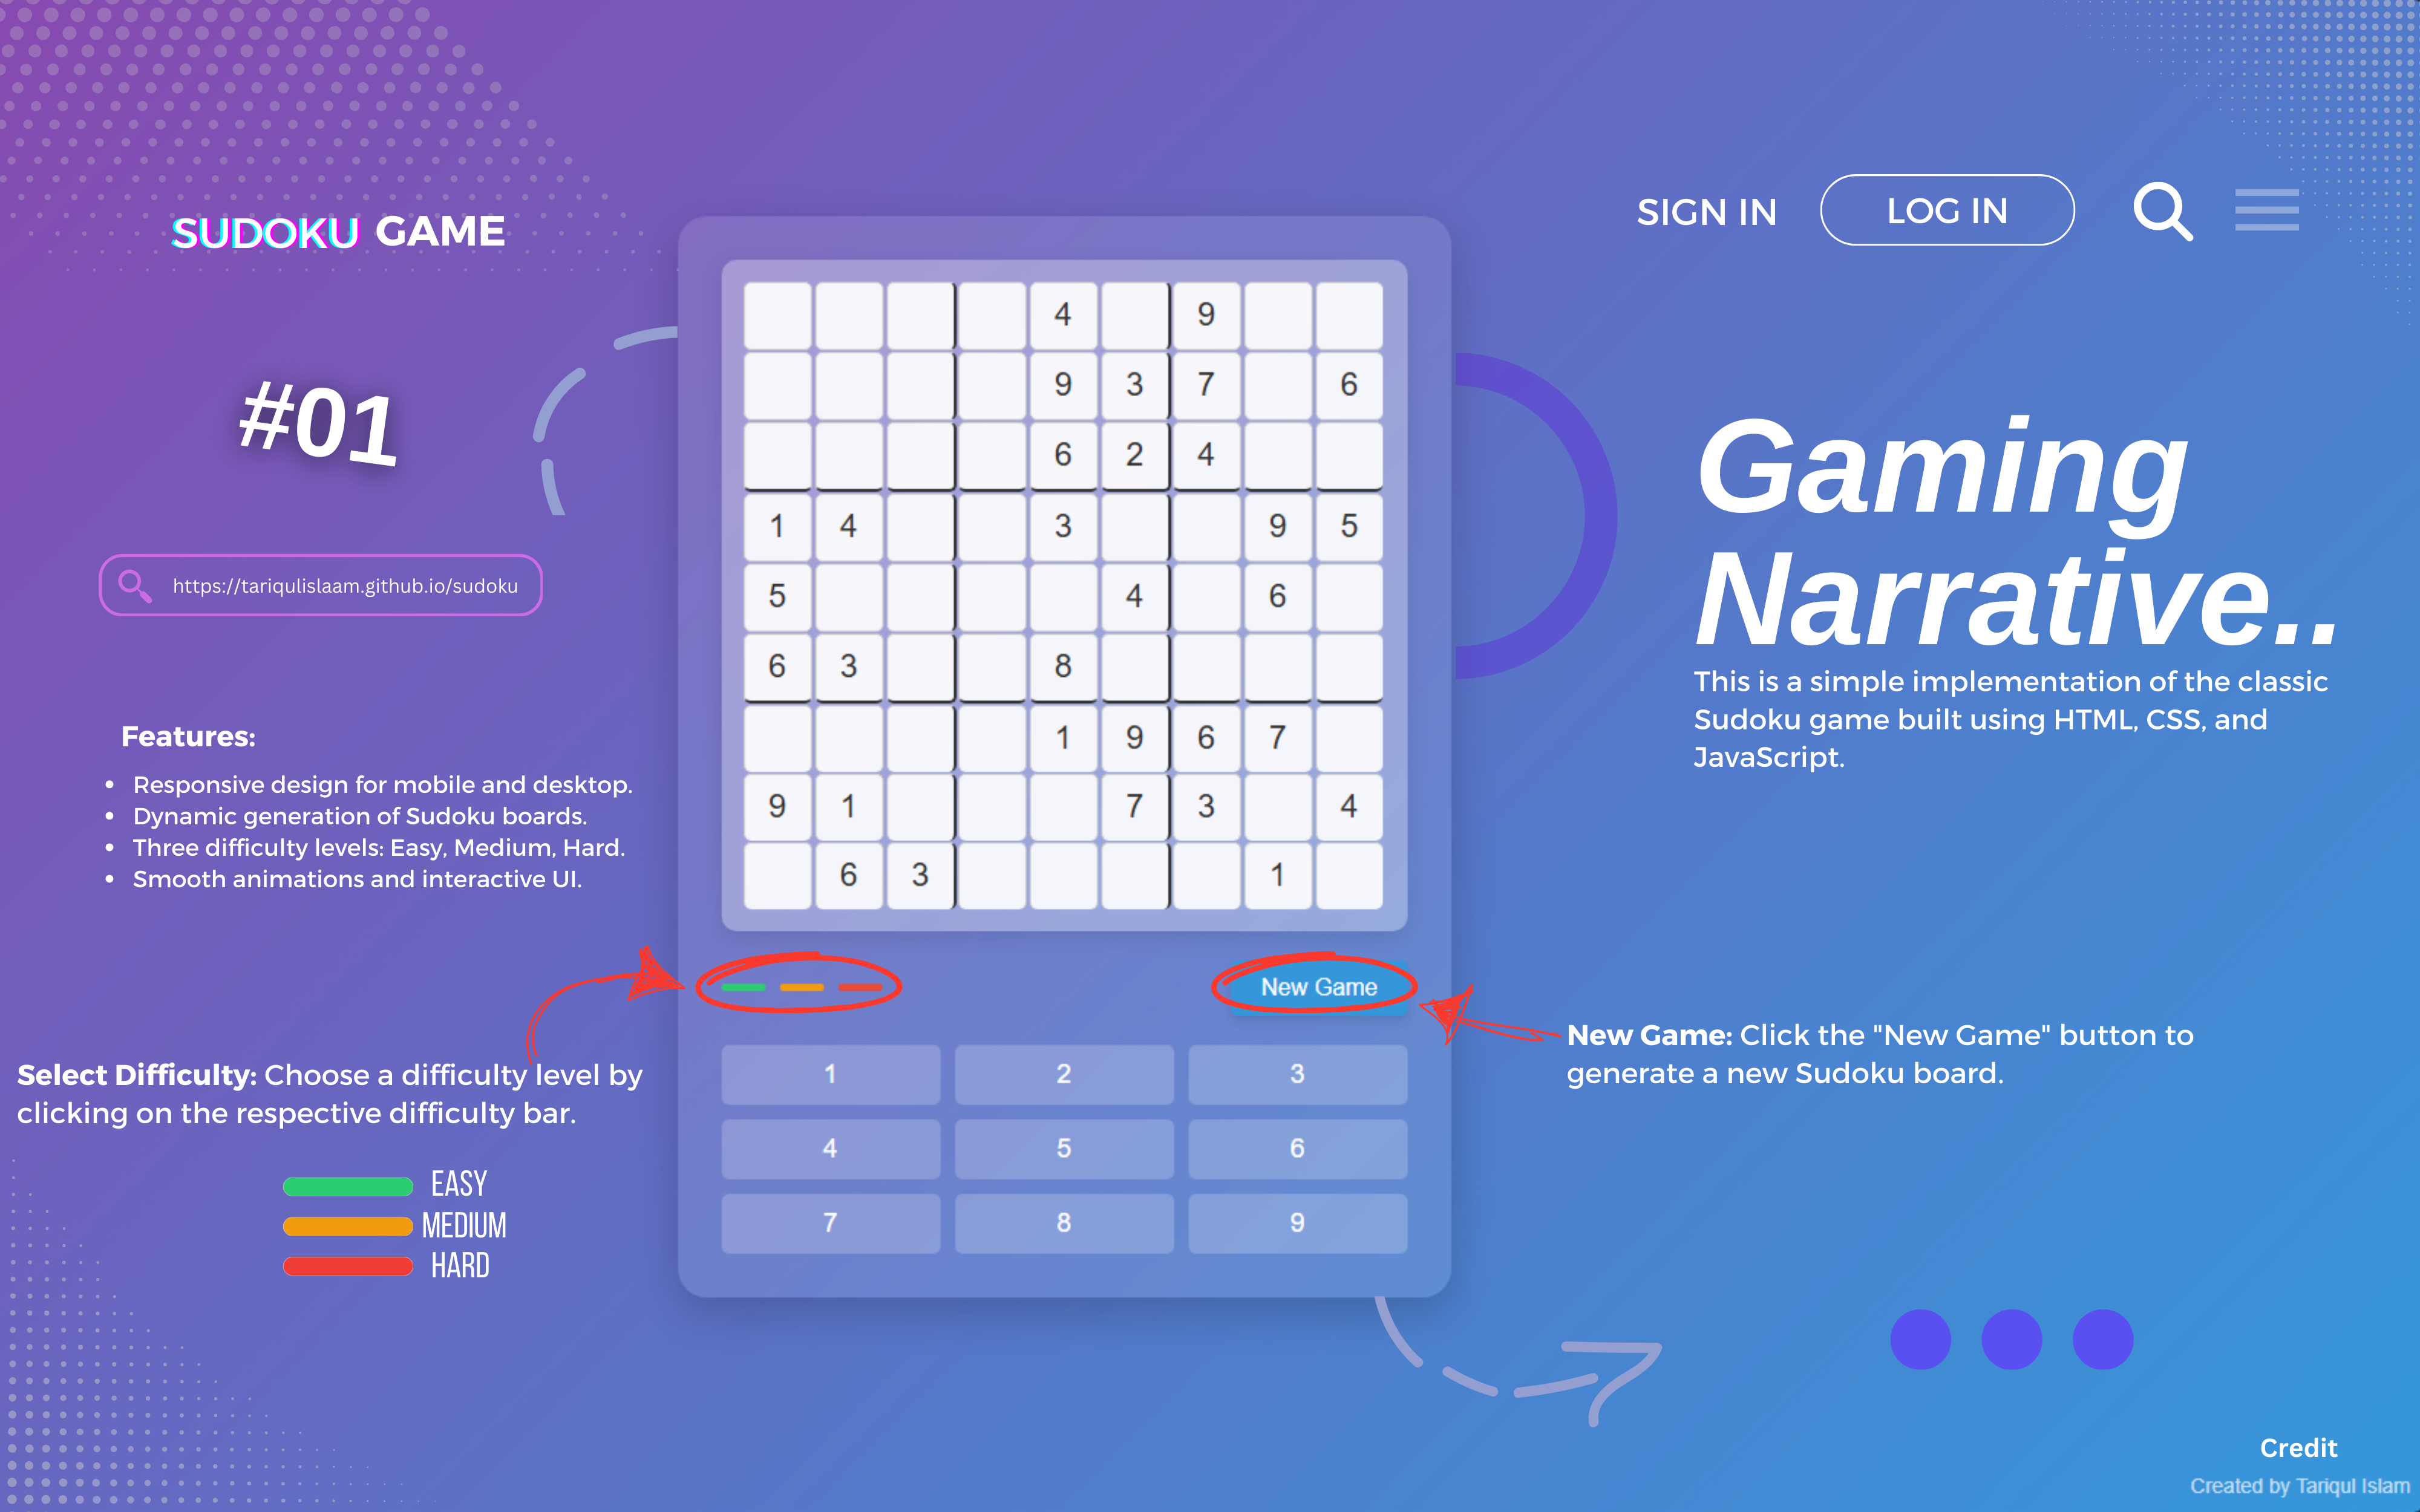 SUDOKU GAME
SIGN IN
LOG IN
#01
https://tariqulislaam.github.io/sudoku
Features:
• Responsive design for mobile and desktop.
• Dynamic generation of Sudoku boards.
• Three difficulty levels: Easy, Medium, Hard.
• Smooth animations and interactive UI.
4 9
9 3 7 6
6 2 4
1 4 3 9 5
5 4 6
6 3 8
1 9 6 7
9 1 7 3 4
6 3 1
New Game
1 2 3
4 5 6
7 8 9
Select Difficulty: Choose a difficulty level by
clicking on the respective difficulty bar.
EASY
MEDIUM
HARD
Gaming
Narrative..
This is a simple implementation of the classic
Sudoku game built using HTML, CSS, and
JavaScript.
New Game: Click the "New Game" button to
generate a new Sudoku board.
Credit
Created by Tariqul Islam